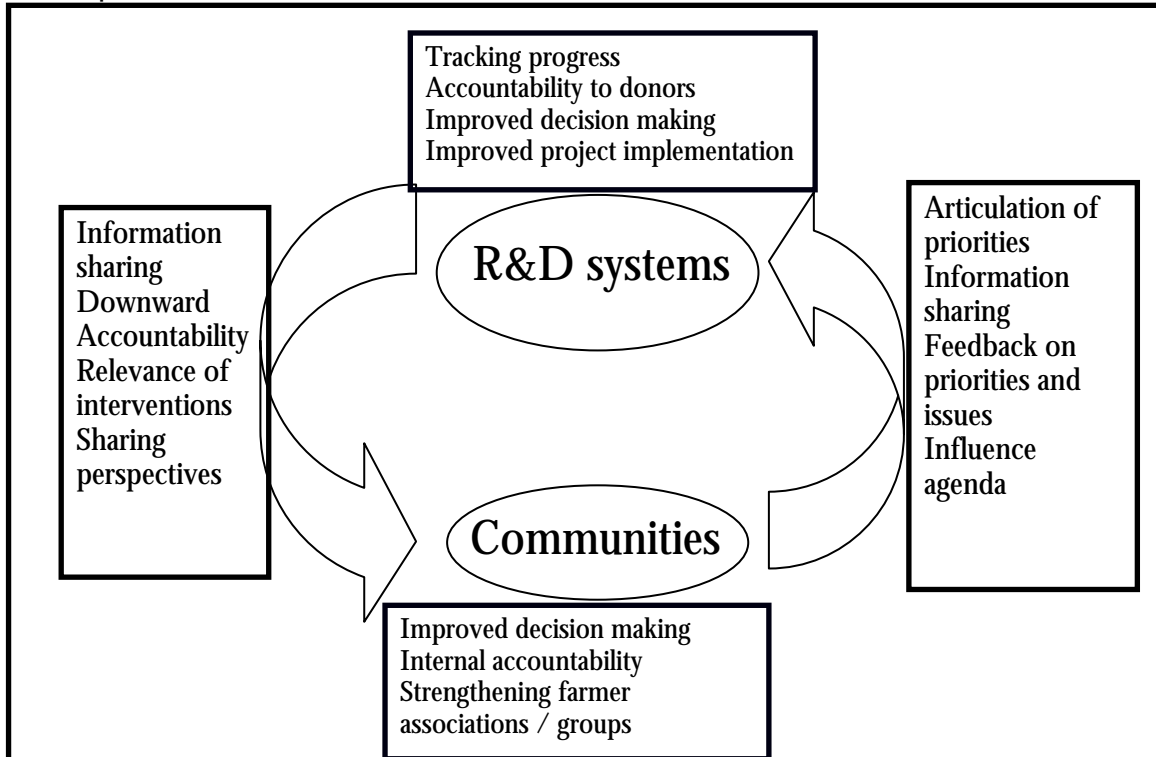 Tracking progress
Accountability to donors
Improved decision making
Improved project implementation
R&D systems
Information
sharing
Downward
Accountability
Relevance of
interventions
Sharing
perspectives
Articulation of
priorities
Information
sharing
Feedback on
priorities and
issues
Influence
agenda
Communities
Improved decision making
Internal accountability
Strengthening farmer
associations / groups